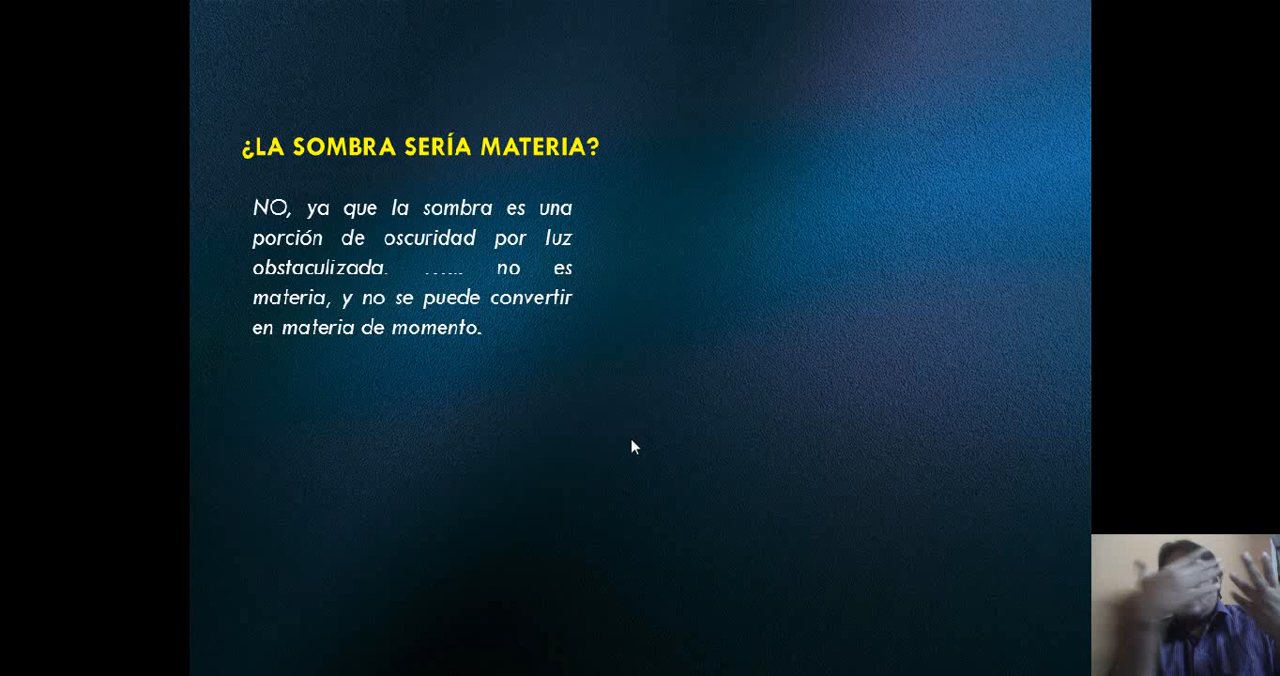 ¿LA SOMBRA SERÍA MATERIA?
NO, ya que la sombra es una
porción de oscuridad por luz
obstaculizada. ...... no es
materia, y no se puede convertir
en materia de momento.